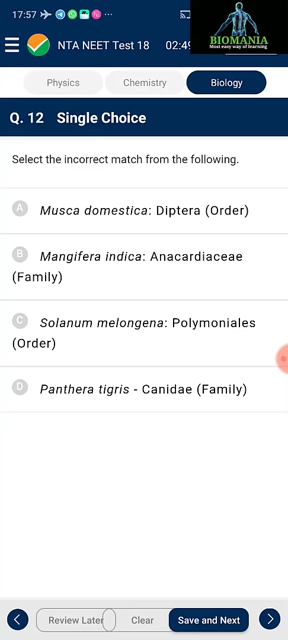 17:57
NTA NEET Test 18 02:49
BIOMANIA
Most easy way of learning
Physics Chemistry Biology
Q. 12 Single Choice
Select the incorrect match from the following.
A Musca domestica: Diptera (Order)
B Mangifera indica: Anacardiaceae
(Family)
C Solanum melongena: Polymoniales
(Order)
D Panthera tigris - Canidae (Family)
< Review Later Clear Save and Next >